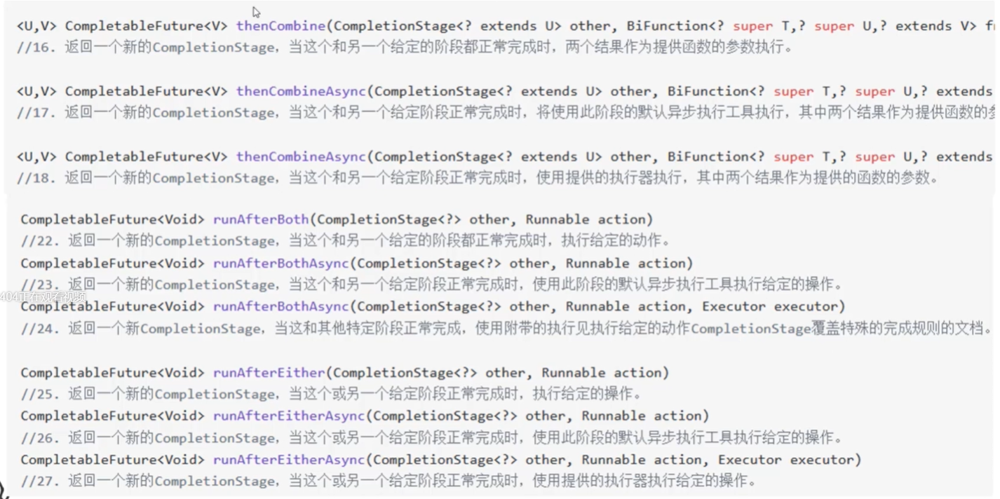 <U,V> CompletableFuture<V> thenCombine(CompletionStage<? extends U> other, BiFunction<? super T,? super U,? extends V> f
//16. 返回一个新的CompletionStage，当这个和另一个给定的阶段都正常完成时，两个结果作为提供函数的参数执行。
<U,V> CompletableFuture<V> thenCombineAsync(CompletionStage<? extends U> other, BiFunction<? super T,? super U,? extends
//17. 返回一个新的CompletionStage，当这个和另一个给定阶段正常完成时，将使用此阶段的默认异步执行工具执行，其中两个结果作为提供函数的参
<U,V> CompletableFuture<V> thenCombineAsync(CompletionStage<? extends U> other, BiFunction<? super T,? super U,? extends
//18. 返回一个新的CompletionStage，当这个和另一个给定阶段正常完成时，使用提供的执行器执行，其中两个结果作为提供的函数的参数。
CompletableFuture<Void> runAfterBoth(CompletionStage<?> other, Runnable action)
//22. 返回一个新的CompletionStage，当这个和另一个给定的阶段都正常完成时，执行给定的动作。
CompletableFuture<Void> runAfterBothAsync(CompletionStage<?> other, Runnable action)
//23. 返回一个新的CompletionStage，当这个和另一个给定阶段正常完成时，使用此阶段的默认异步执行工具执行给定的操作。
404正在观看视频
CompletableFuture<Void> runAfterBothAsync(CompletionStage<?> other, Runnable action, Executor executor)
//24. 返回一个新CompletionStage，当这和其他特定阶段正常完成，使用附带的执行见执行给定的动作CompletionStage覆盖特殊的完成规则的文档。
CompletableFuture<Void> runAfterEither(CompletionStage<?> other, Runnable action)
//25. 返回一个新的CompletionStage，当这个或另一个给定阶段正常完成时，执行给定的操作。
CompletableFuture<Void> runAfterEitherAsync(CompletionStage<?> other, Runnable action)
//26. 返回一个新的CompletionStage，当这个或另一个给定阶段正常完成时，使用此阶段的默认异步执行工具执行给定的操作。
CompletableFuture<Void> runAfterEitherAsync(CompletionStage<?> other, Runnable action, Executor executor)
//27. 返回一个新的CompletionStage，当这个或另一个给定阶段正常完成时，使用提供的执行器执行给定的操作。